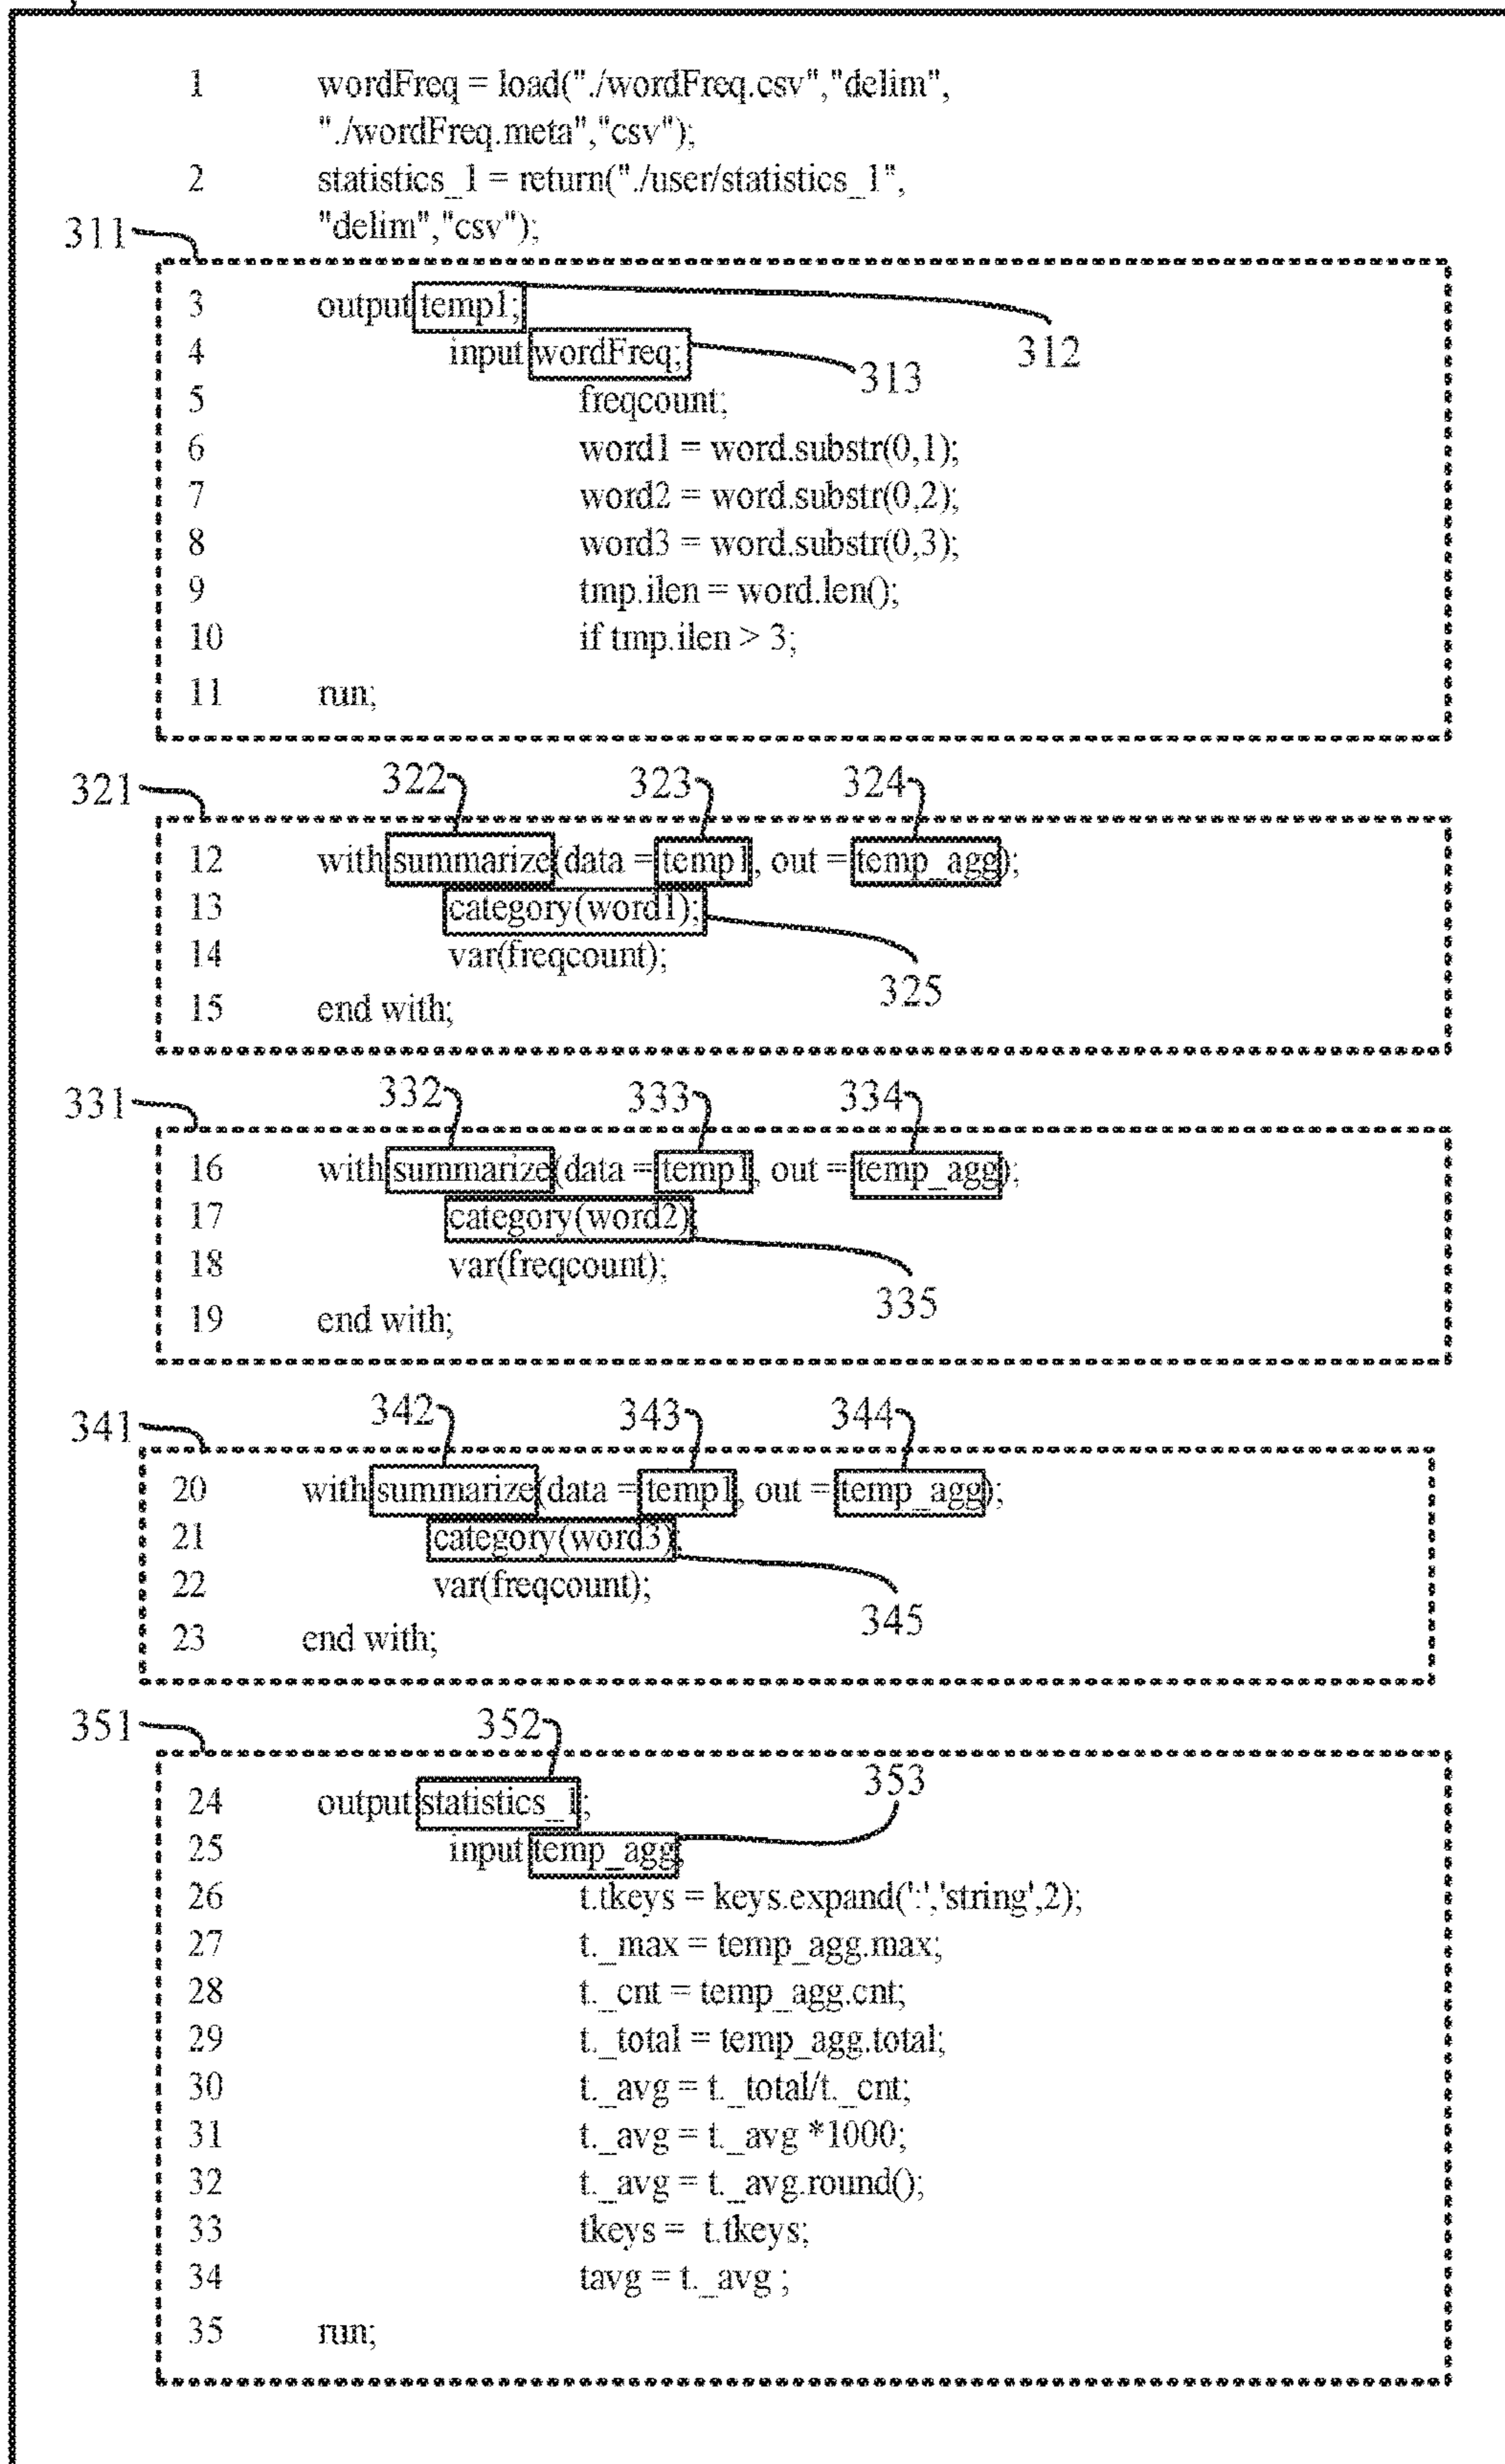 1 wordFreq = load("./wordFreq.csv","delim",
"./wordFreq.meta","csv");
2 statistics_1 = return("./user/statistics_1",
"delim","csv");
311
3 output temp1;
312
4 input wordFreq;
313
5 freqcount;
6 word1 = word.substr(0,1);
7 word2 = word.substr(0,2);
8 word3 = word.substr(0,3);
9 tmp.ilen = word.len();
10 if tmp.ilen > 3;
11 run;
321 322 323 324
12 with summarize(data = temp1, out = temp_agg);
13 category(word1);
14 var(freqcount);
325
15 end with;
331 332 333 334
16 with summarize(data = temp1, out = temp_agg);
17 category(word2);
18 var(freqcount);
335
19 end with;
341 342 343 344
20 with summarize(data = temp1, out = temp_agg);
21 category(word3);
22 var(freqcount);
345
23 end with;
351 352
353
24 output statistics_1;
25 input temp_agg;
26 t.tkeys = keys.expand(':','string',2);
27 t._max = temp_agg.max;
28 t._cnt = temp_agg.cnt;
29 t._total = temp_agg.total;
30 t._avg = t._total/t._cnt;
31 t._avg = t._avg *1000;
32 t._avg = t._avg.round();
33 tkeys = t.tkeys;
34 tavg = t._avg ;
35 run;